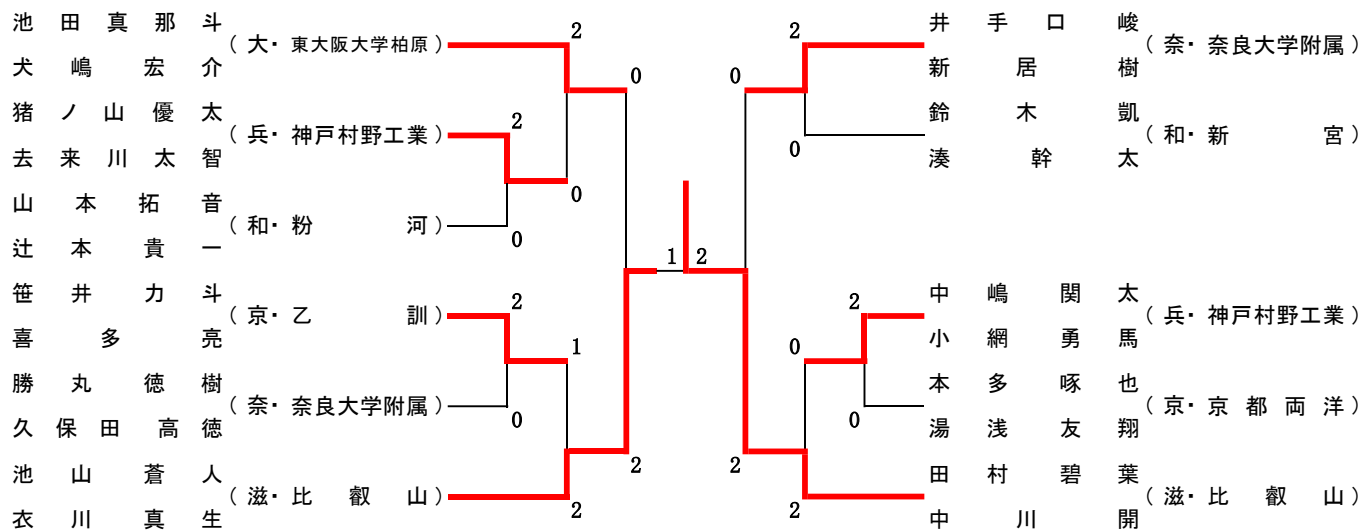 池田真那斗
(大・東大阪大学柏原)
犬嶋宏介
2
0
猪ノ山優太
(兵・神戸村野工業)
去来川太智
2
0
山本拓音
(和・粉河)
辻本貴一
0
笹井力斗
(京・乙訓)
喜多亮
2
1
勝丸徳樹
(奈・奈良大学附属)
久保田高徳
0
2
池山蒼人
(滋・比叡山)
衣川真生
2
1 2
井手口峻
(奈・奈良大学附属)
新居樹
2
0
鈴木凱
(和・新宮)
湊幹太
0
中嶋関太
(兵・神戸村野工業)
小網勇馬
2
0
本多啄也
(京・京都両洋)
湯浅友翔
0
2
田村碧葉
(滋・比叡山)
中川開
2